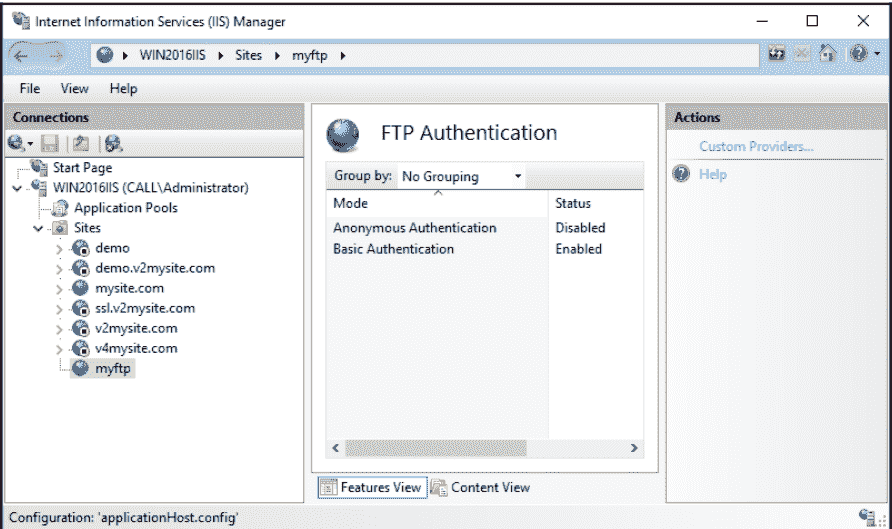 Internet Information Services (IIS) Manager
WIN2016IIS Sites myftp
File View Help
Connections
Start Page
WIN2016IIS (CALL\Administrator)
Application Pools
Sites
demo
demo.v2mysite.com
mysite.com
ssl.v2mysite.com
v2mysite.com
v4mysite.com
myftp
FTP Authentication
Group by: No Grouping
Mode Status
Anonymous Authentication Disabled
Basic Authentication Enabled
Features View Content View
Actions
Custom Providers...
Help
Configuration: 'applicationHost.config'